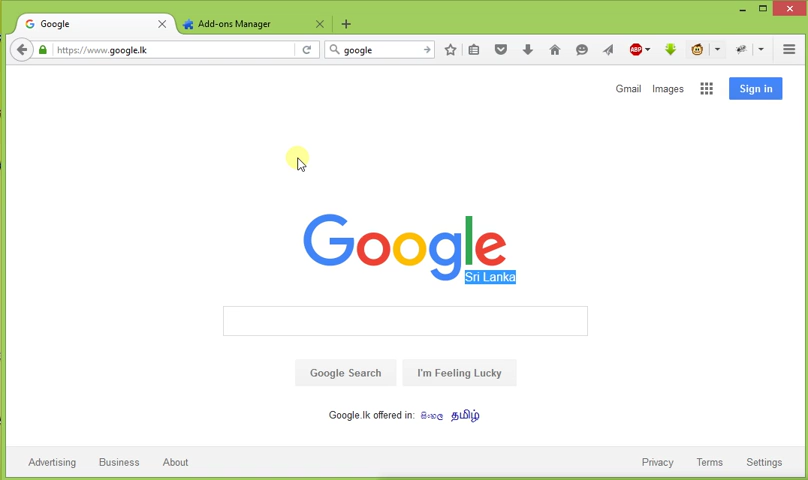 Google
Add-ons Manager
https://www.google.lk
google
ABP
Gmail Images Sign in
Google
Sri Lanka
Google Search I'm Feeling Lucky
Google.lk offered in: සිංහල தமிழ்
Advertising Business About Privacy Terms Settings